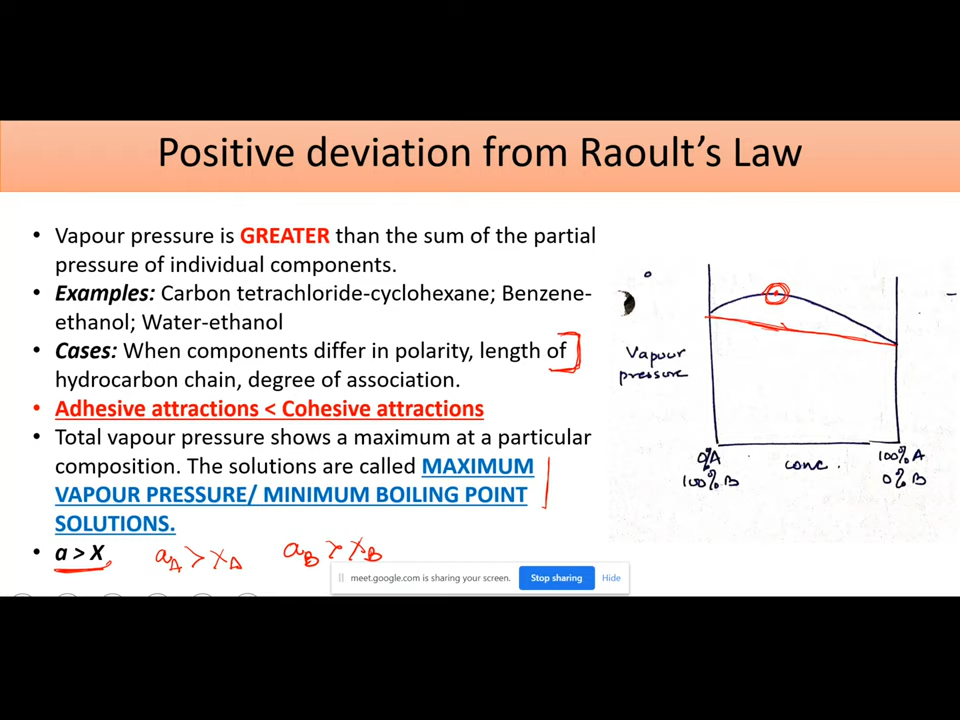 Positive deviation from Raoult's Law
• Vapour pressure is GREATER than the sum of the partial
pressure of individual components.
• Examples: Carbon tetrachloride-cyclohexane; Benzene-
ethanol; Water-ethanol
• Cases: When components differ in polarity, length of
hydrocarbon chain, degree of association.
• Adhesive attractions < Cohesive attractions
• Total vapour pressure shows a maximum at a particular
composition. The solutions are called MAXIMUM
VAPOUR PRESSURE/ MINIMUM BOILING POINT
SOLUTIONS.
• a > X
aA > XA
aB > XB
Vapour
pressure
0%A
100% B
conc.
100% A
0% B
meet.google.com is sharing your screen.
Stop sharing
Hide